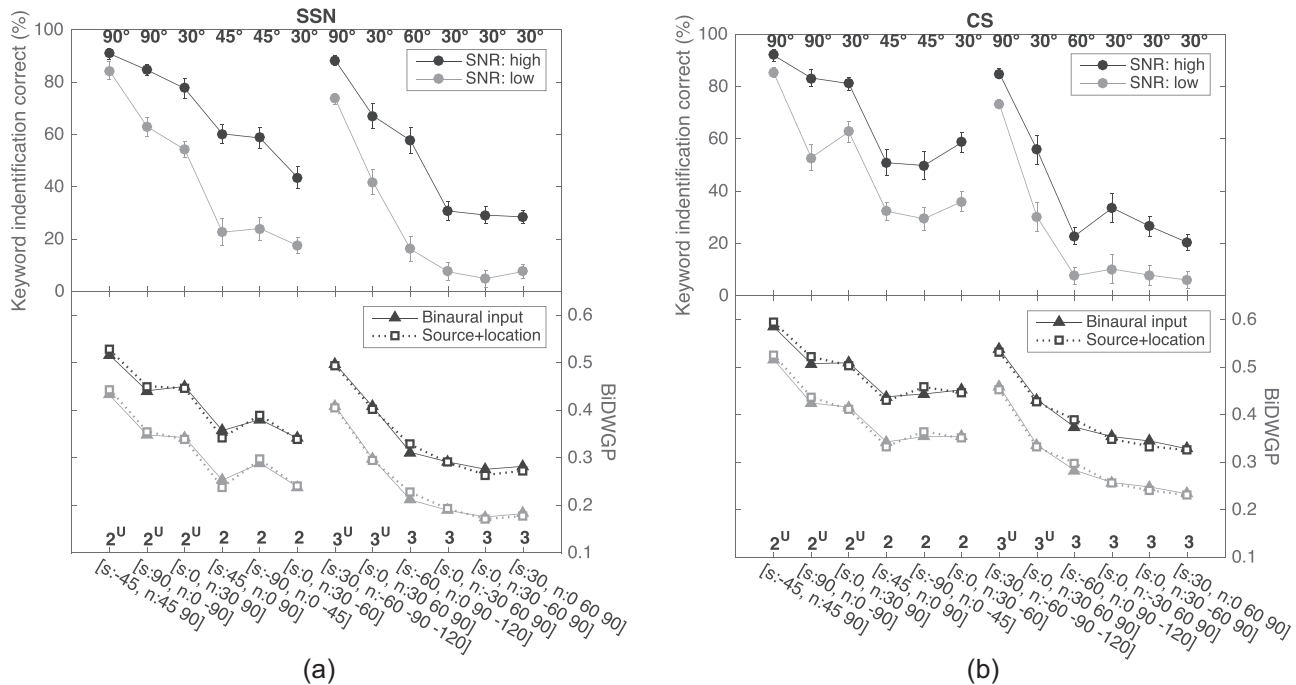 SSN
Keyword indentification correct (%)
100
80
60
40
20
0
90° 90° 30° 45° 45° 30° 90° 30° 60° 30° 30° 30°
SNR: high
SNR: low
Binaural input
Source+location
0.6
0.5
0.4
0.3
0.2
0.1
BiDWGP
2U 2U 2U 2 2 2 3U 3U 3 3 3 3
[s:-45, n:45 90]
[s:90, n:0 -90]
[s:0, n:30 90]
[s:45, n:0 90]
[s:-90, n:0 -45]
[s:0, n:30 -60]
[s:30, n:-60 -90 -120]
[s:0, n:30 60 90]
[s:-60, n:0 90 -120]
[s:0, n:-30 60 90]
[s:0, n:30 -60 90]
[s:30, n:0 60 90]
(a)
CS
Keyword indentification correct (%)
100
80
60
40
20
0
90° 90° 30° 45° 45° 30° 90° 30° 60° 30° 30° 30°
SNR: high
SNR: low
Binaural input
Source+location
0.6
0.5
0.4
0.3
0.2
0.1
BiDWGP
2U 2U 2U 2 2 2 3U 3U 3 3 3 3
[s:-45, n:45 90]
[s:90, n:0 -90]
[s:0, n:30 90]
[s:45, n:0 90]
[s:-90, n:0 -45]
[s:0, n:30 -60]
[s:30, n:-60 -90 -120]
[s:0, n:30 60 90]
[s:-60, n:0 90 -120]
[s:0, n:-30 60 90]
[s:0, n:30 -60 90]
[s:30, n:0 60 90]
(b)